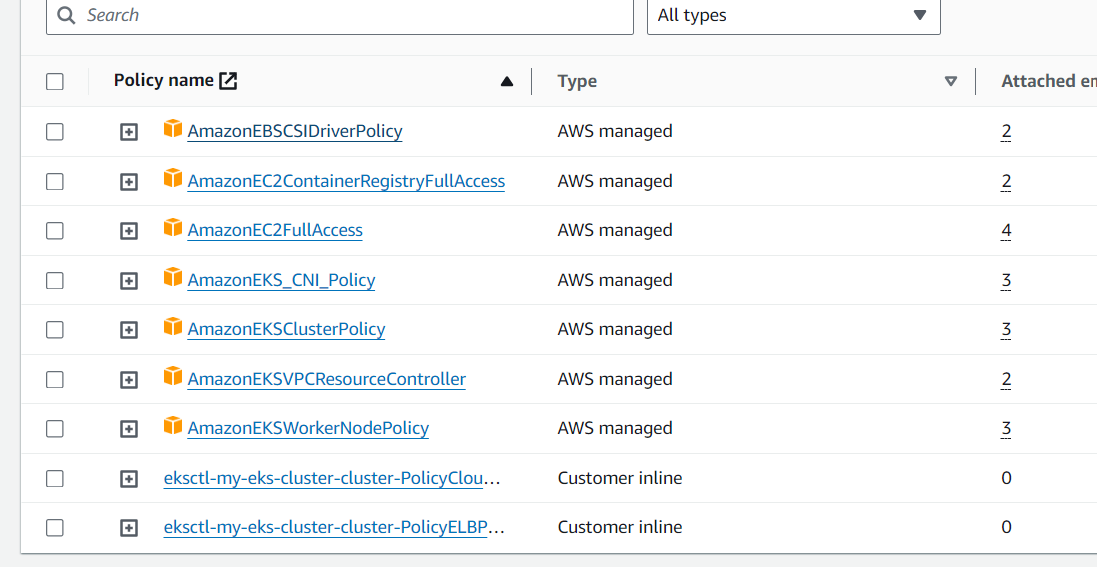 Search All types
Policy name Type Attached en
AmazonEBSCSIDriverPolicy AWS managed 2
AmazonEC2ContainerRegistryFullAccess AWS managed 2
AmazonEC2FullAccess AWS managed 4
AmazonEKS_CNI_Policy AWS managed 3
AmazonEKSClusterPolicy AWS managed 3
AmazonEKSVPCResourceController AWS managed 2
AmazonEKSWorkerNodePolicy AWS managed 3
eksctl-my-eks-cluster-cluster-PolicyClou... Customer inline 0
eksctl-my-eks-cluster-cluster-PolicyELBP... Customer inline 0